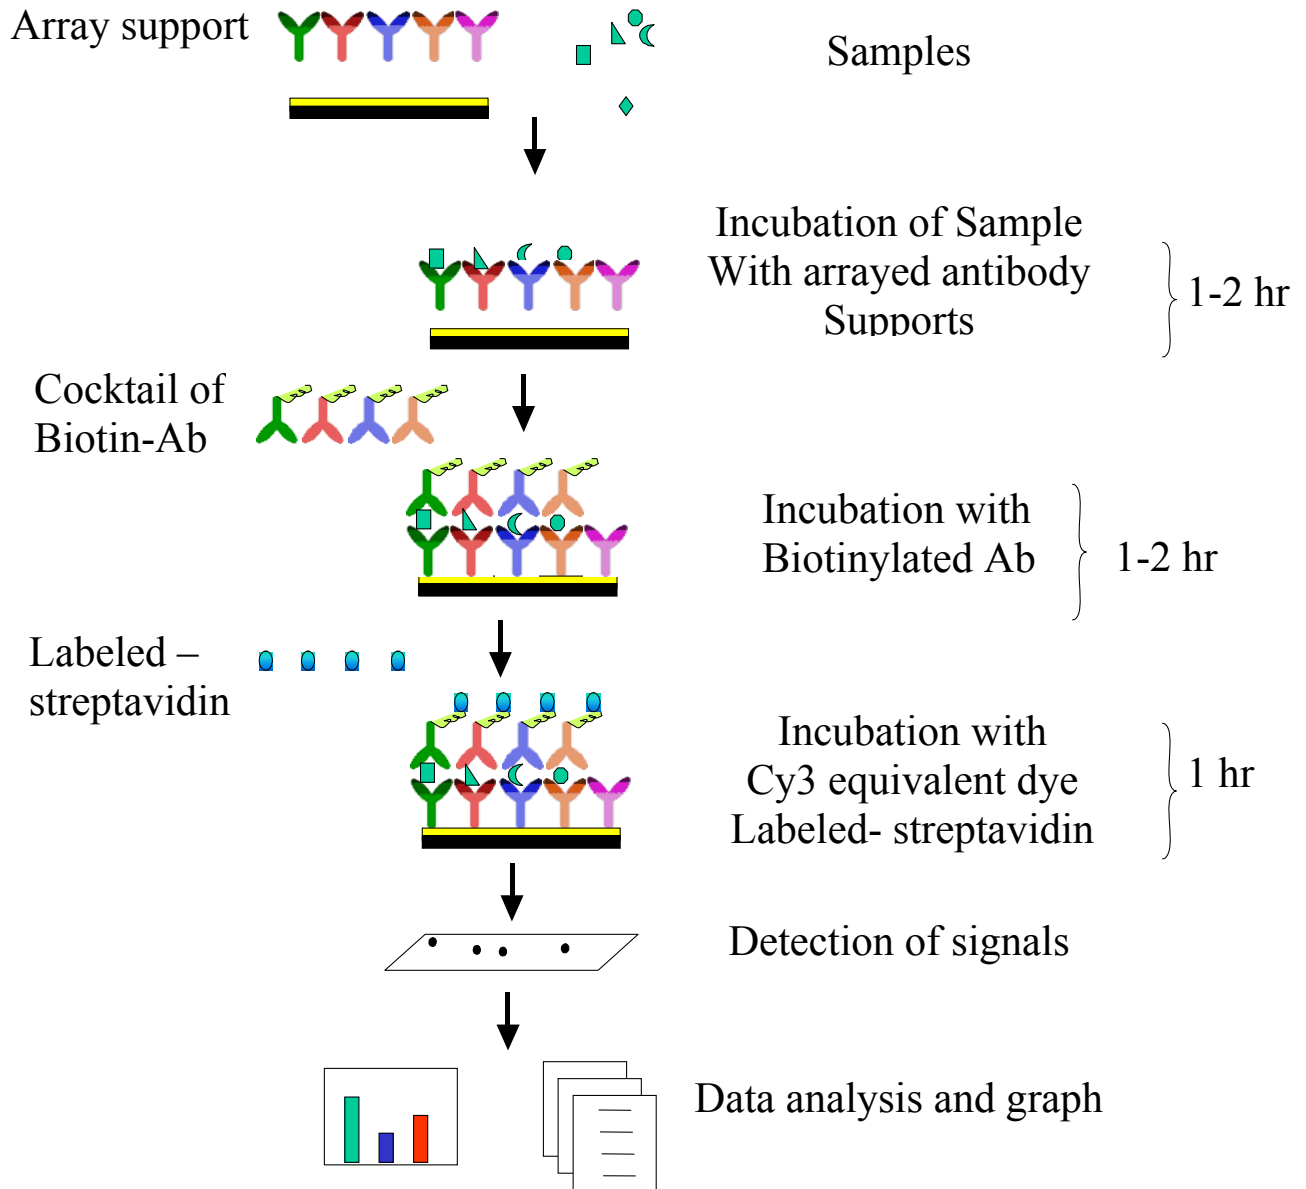 Array support
Samples
Incubation of Sample
With arrayed antibody
Supports
1-2 hr
Cocktail of
Biotin-Ab
Incubation with
Biotinylated Ab
1-2 hr
Labeled –
streptavidin
Incubation with
Cy3 equivalent dye
Labeled- streptavidin
1 hr
Detection of signals
Data analysis and graph